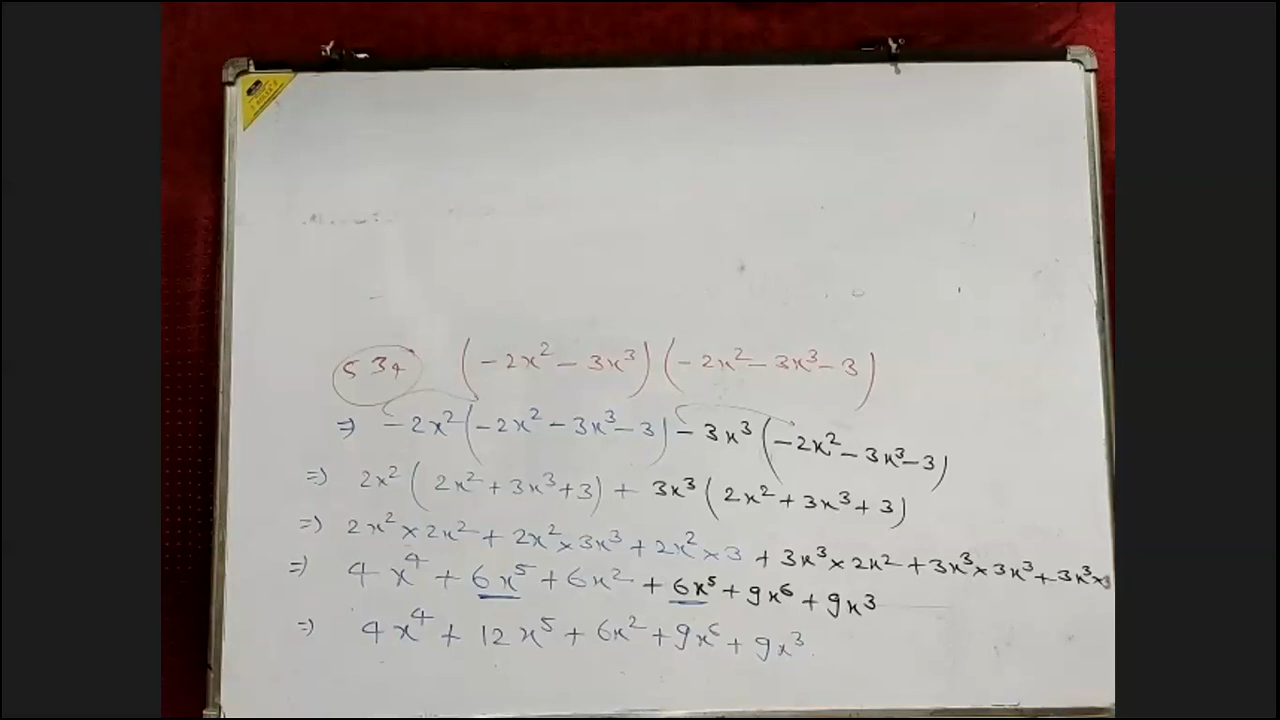 534 (-2x² - 3x³) (-2x² - 3x³ - 3)
⇒ -2x² (-2x² - 3x³ - 3) - 3x³ (-2x² - 3x³ - 3)
⇒ 2x² (2x² + 3x³ + 3) + 3x³ (2x² + 3x³ + 3)
⇒ 2x² × 2x² + 2x² × 3x³ + 2x² × 3 + 3x³ × 2x² + 3x³ × 3x³ + 3x³ × 3
⇒ 4x⁴ + 6x⁵ + 6x² + 6x⁵ + 9x⁶ + 9x³
⇒ 4x⁴ + 12x⁵ + 6x² + 9x⁶ + 9x³